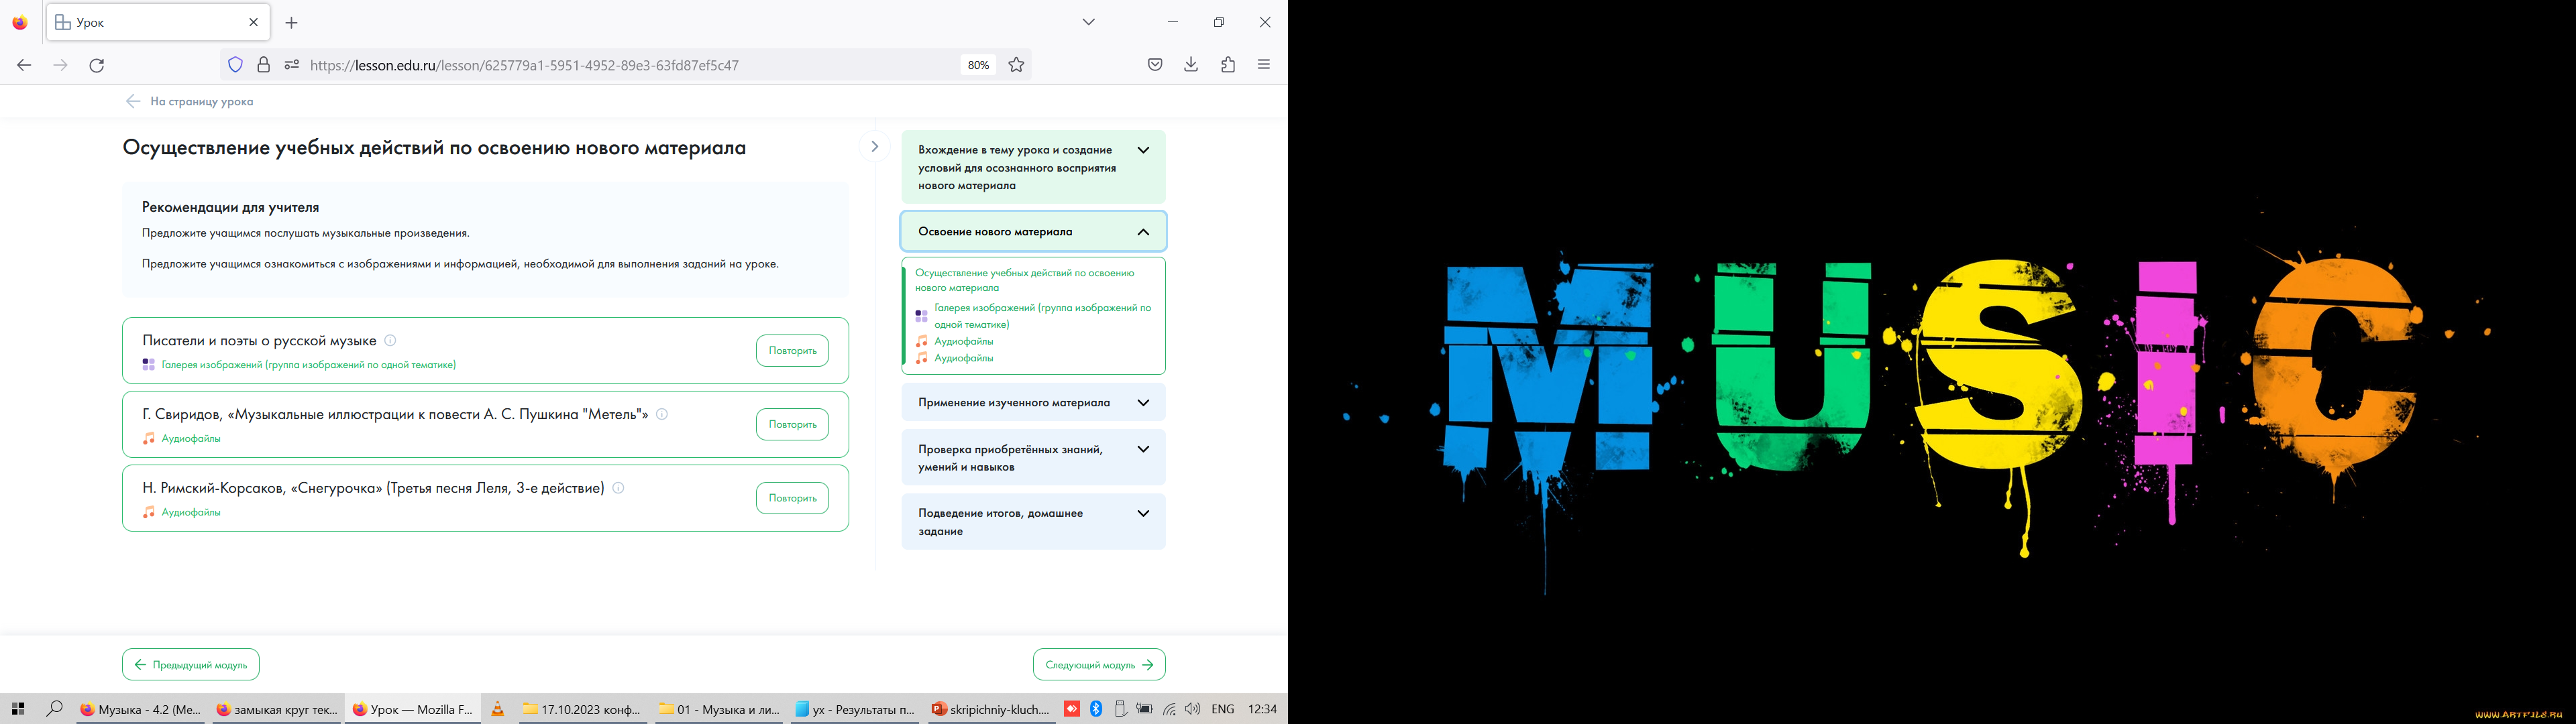 Урок
https://lesson.edu.ru/lesson/625779a1-5951-4952-89e3-63fd87ef5c47
80%
На страницу урока
Осуществление учебных действий по освоению нового материала
Рекомендации для учителя
Предложите учащимся послушать музыкальные произведения.
Предложите учащимся ознакомиться с изображениями и информацией, необходимой для выполнения заданий на уроке.
Писатели и поэты о русской музыке
Галерея изображений (группа изображений по одной тематике)
Повторить
Г. Свиридов, «Музыкальные иллюстрации к повести А. С. Пушкина "Метель"»
Аудиофайлы
Повторить
Н. Римский-Корсаков, «Снегурочка» (Третья песня Леля, 3-е действие)
Аудиофайлы
Повторить
Вхождение в тему урока и создание
условий для осознанного восприятия
нового материала
Освоение нового материала
Осуществление учебных действий по освоению
нового материала
Галерея изображений (группа изображений по
одной тематике)
Аудиофайлы
Аудиофайлы
Применение изученного материала
Проверка приобретённых знаний,
умений и навыков
Подведение итогов, домашнее
задание
Предыдущий модуль
Следующий модуль
Музыка - 4.2 (Ме...
замыкая круг тек...
Урок — Mozilla F...
17.10.2023 конф...
01 - Музыка и ли...
ух - Результаты п...
skripichniy-kluch....
ENG
12:34
MUSIC
www.ARTFILE.RU